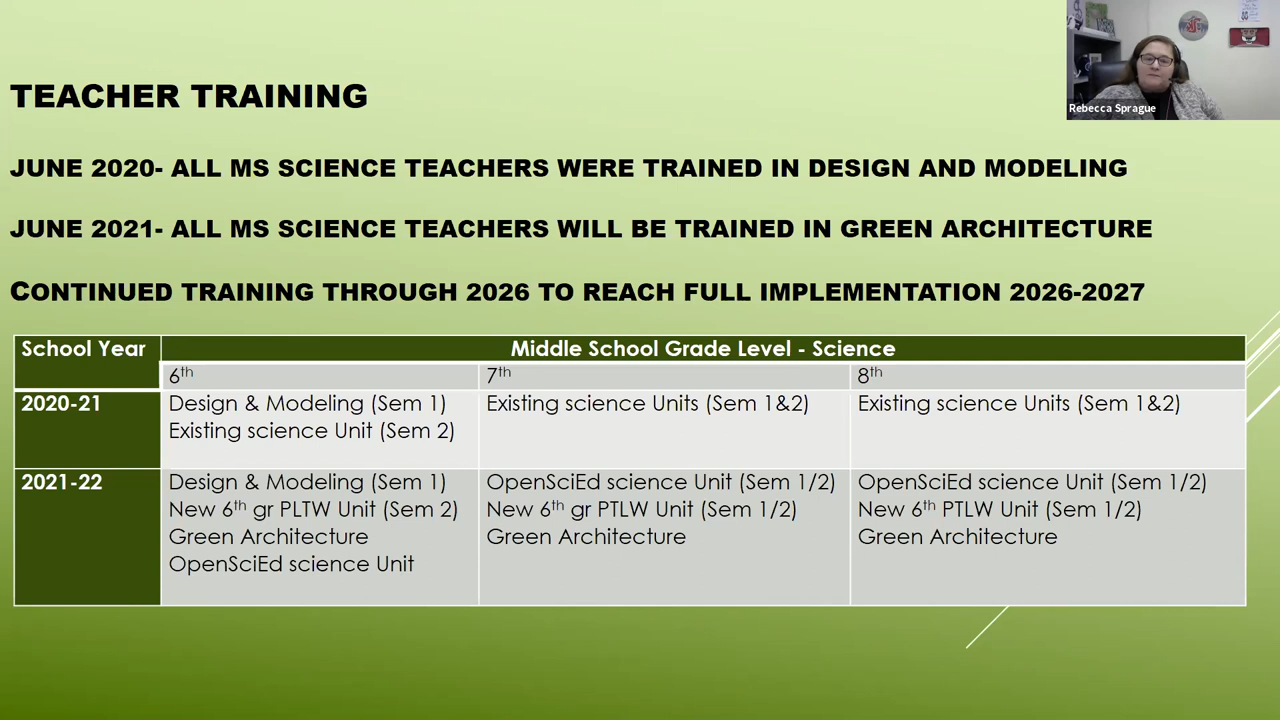 TEACHER TRAINING
Rebecca Sprague
JUNE 2020- ALL MS SCIENCE TEACHERS WERE TRAINED IN DESIGN AND MODELING
JUNE 2021- ALL MS SCIENCE TEACHERS WILL BE TRAINED IN GREEN ARCHITECTURE
CONTINUED TRAINING THROUGH 2026 TO REACH FULL IMPLEMENTATION 2026-2027
School Year Middle School Grade Level - Science
6th 7th 8th
2020-21 Design & Modeling (Sem 1) Existing science Units (Sem 1&2) Existing science Units (Sem 1&2)
Existing science Unit (Sem 2)
2021-22 Design & Modeling (Sem 1) OpenSciEd science Unit (Sem 1/2) OpenSciEd science Unit (Sem 1/2)
New 6th gr PLTW Unit (Sem 2) New 6th gr PTLW Unit (Sem 1/2) New 6th PTLW Unit (Sem 1/2)
Green Architecture Green Architecture Green Architecture
OpenSciEd science Unit